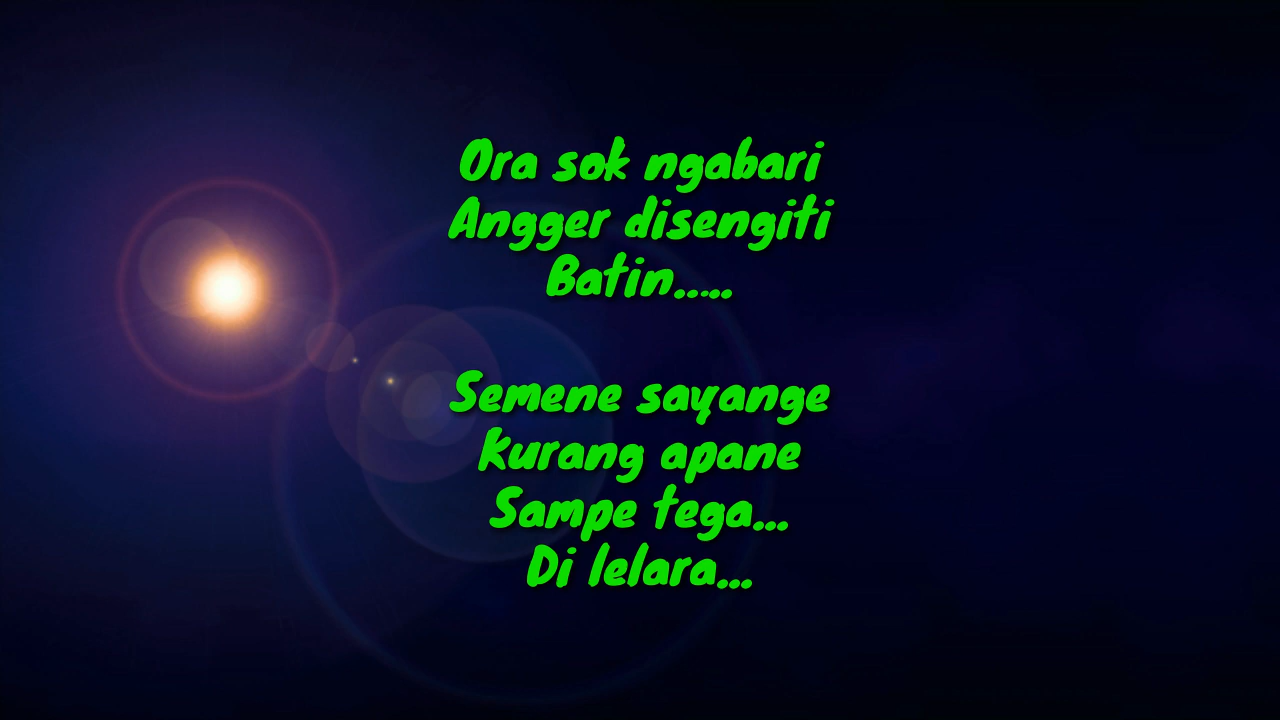 Ora sok ngabari
Angger disengiti
Batin.....
Semene sayange
Kurang apane
Sampe tega...
Di lelara...